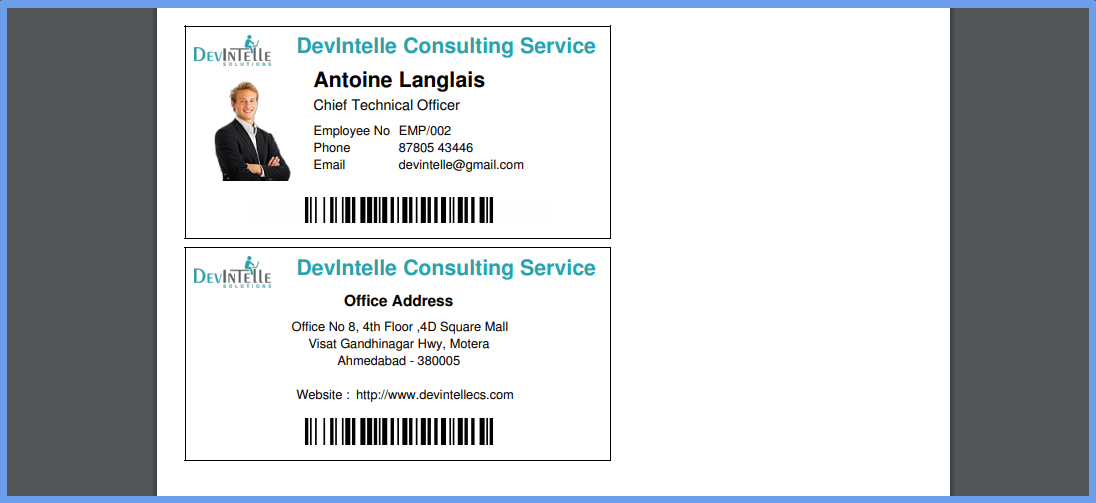 DEVINTELLE
SOLUTIONS
DevIntelle Consulting Service
Antoine Langlais
Chief Technical Officer
Employee No EMP/002
Phone 87805 43446
Email devintelle@gmail.com
DEVINTELLE
SOLUTIONS
DevIntelle Consulting Service
Office Address
Office No 8, 4th Floor ,4D Square Mall
Visat Gandhinagar Hwy, Motera
Ahmedabad - 380005
Website : http://www.devintellecs.com